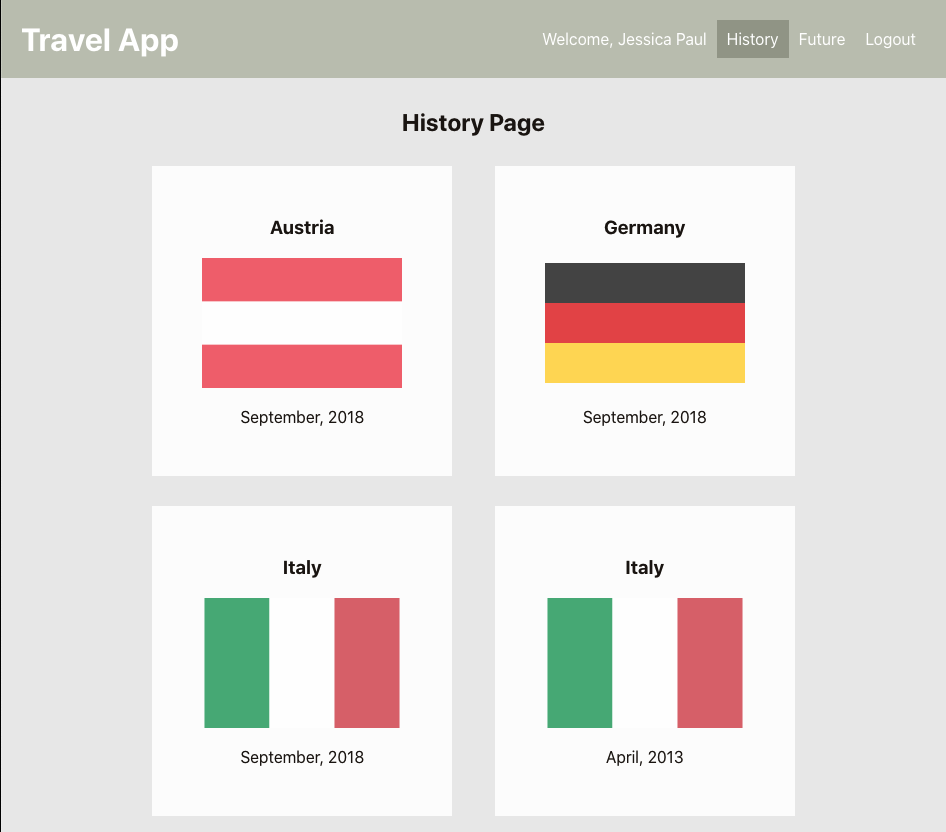 Travel App
Welcome, Jessica Paul
History
Future
Logout
History Page
Austria
September, 2018
Germany
September, 2018
Italy
September, 2018
Italy
April, 2013